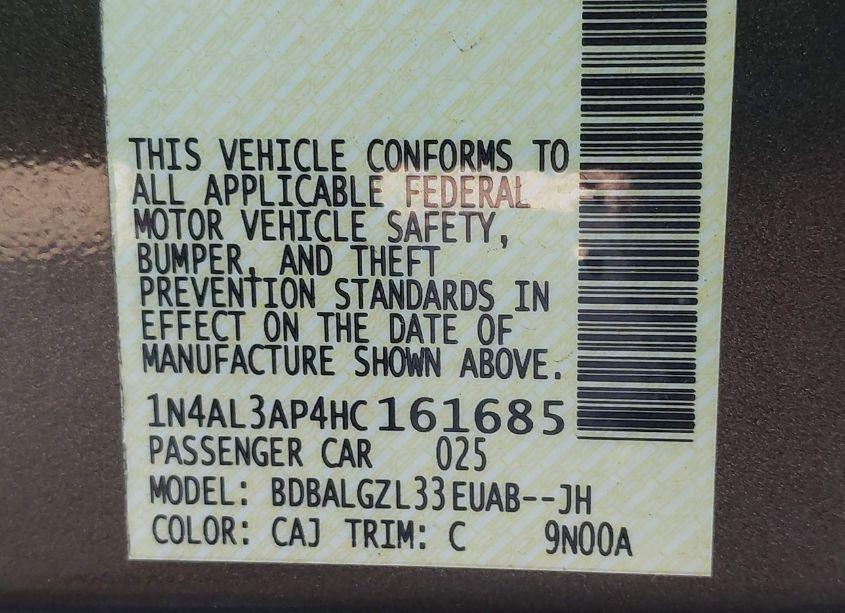 THIS VEHICLE CONFORMS TO
ALL APPLICABLE FEDERAL
MOTOR VEHICLE SAFETY,
BUMPER, AND THEFT
PREVENTION STANDARDS IN
EFFECT ON THE DATE OF
MANUFACTURE SHOWN ABOVE.
1N4AL3AP4HC161685
PASSENGER CAR 025
MODEL: BDBALGZL33EUAB--JH
COLOR: CAJ TRIM: C 9N00A